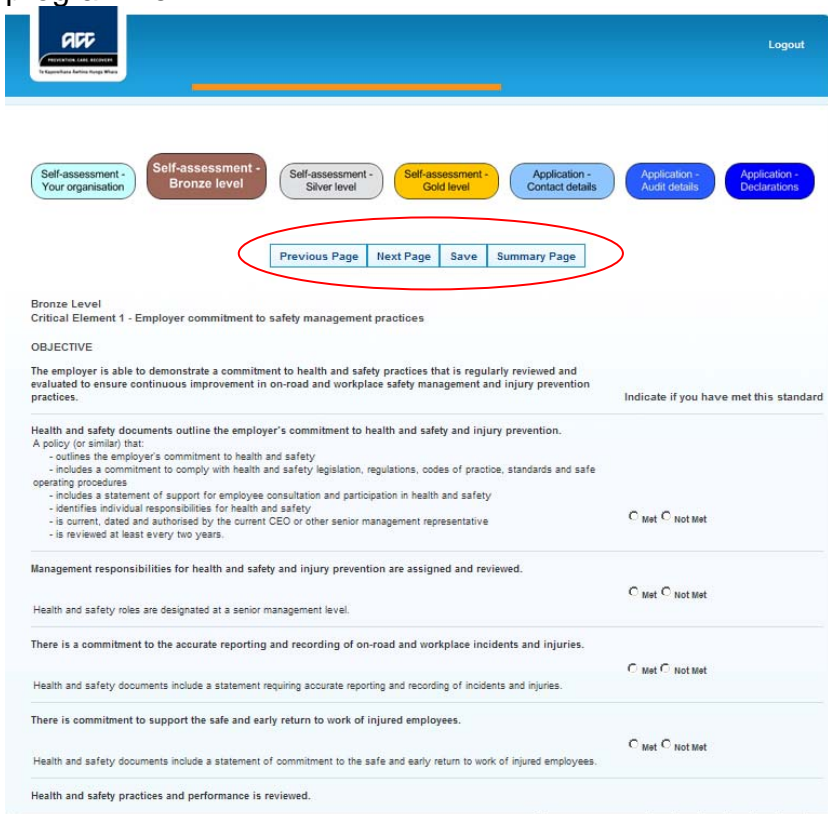 ACC
PREVENTION. CARE. RECOVERY.
Te Kaporeihana Āwhina Hunga Whara
Logout
Self-assessment -
Your organisation
Self-assessment -
Bronze level
Self-assessment -
Silver level
Self-assessment -
Gold level
Application -
Contact details
Application -
Audit details
Application -
Declarations
Previous Page Next Page Save Summary Page
Bronze Level
Critical Element 1 - Employer commitment to safety management practices
OBJECTIVE
The employer is able to demonstrate a commitment to health and safety practices that is regularly reviewed and
evaluated to ensure continuous improvement in on-road and workplace safety management and injury prevention
practices.
Indicate if you have met this standard
Health and safety documents outline the employer's commitment to health and safety and injury prevention.
A policy (or similar) that:
- outlines the employer's commitment to health and safety
- includes a commitment to comply with health and safety legislation, regulations, codes of practice, standards and safe
operating procedures
- includes a statement of support for employee consultation and participation in health and safety
- identifies individual responsibilities for health and safety
- is current, dated and authorised by the current CEO or other senior management representative
- is reviewed at least every two years.
Met Not Met
Management responsibilities for health and safety and injury prevention are assigned and reviewed.
Met Not Met
Health and safety roles are designated at a senior management level.
There is a commitment to the accurate reporting and recording of on-road and workplace incidents and injuries.
Met Not Met
Health and safety documents include a statement requiring accurate reporting and recording of incidents and injuries.
There is commitment to support the safe and early return to work of injured employees.
Met Not Met
Health and safety documents include a statement of commitment to the safe and early return to work of injured employees.
Health and safety practices and performance is reviewed.